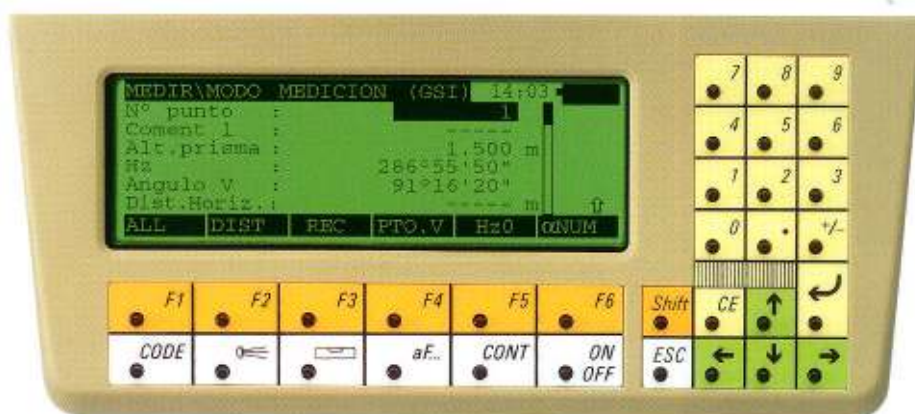 MEDIR\MODO MEDICION (GSI) 14:03
Nº punto : 1
Coment 1 : -----
Alt.prisma : 1.500 m
Hz : 286°55'50"
Angulo V : 91°16'20"
Dist.Horiz.: ----- m
ALL DIST REC PTO.V Hz0 αNUM
F1 F2 F3 F4 F5 F6
CODE aF... CONT ON OFF
Shift CE
ESC
7 8 9
4 5 6
1 2 3
0 . +/-